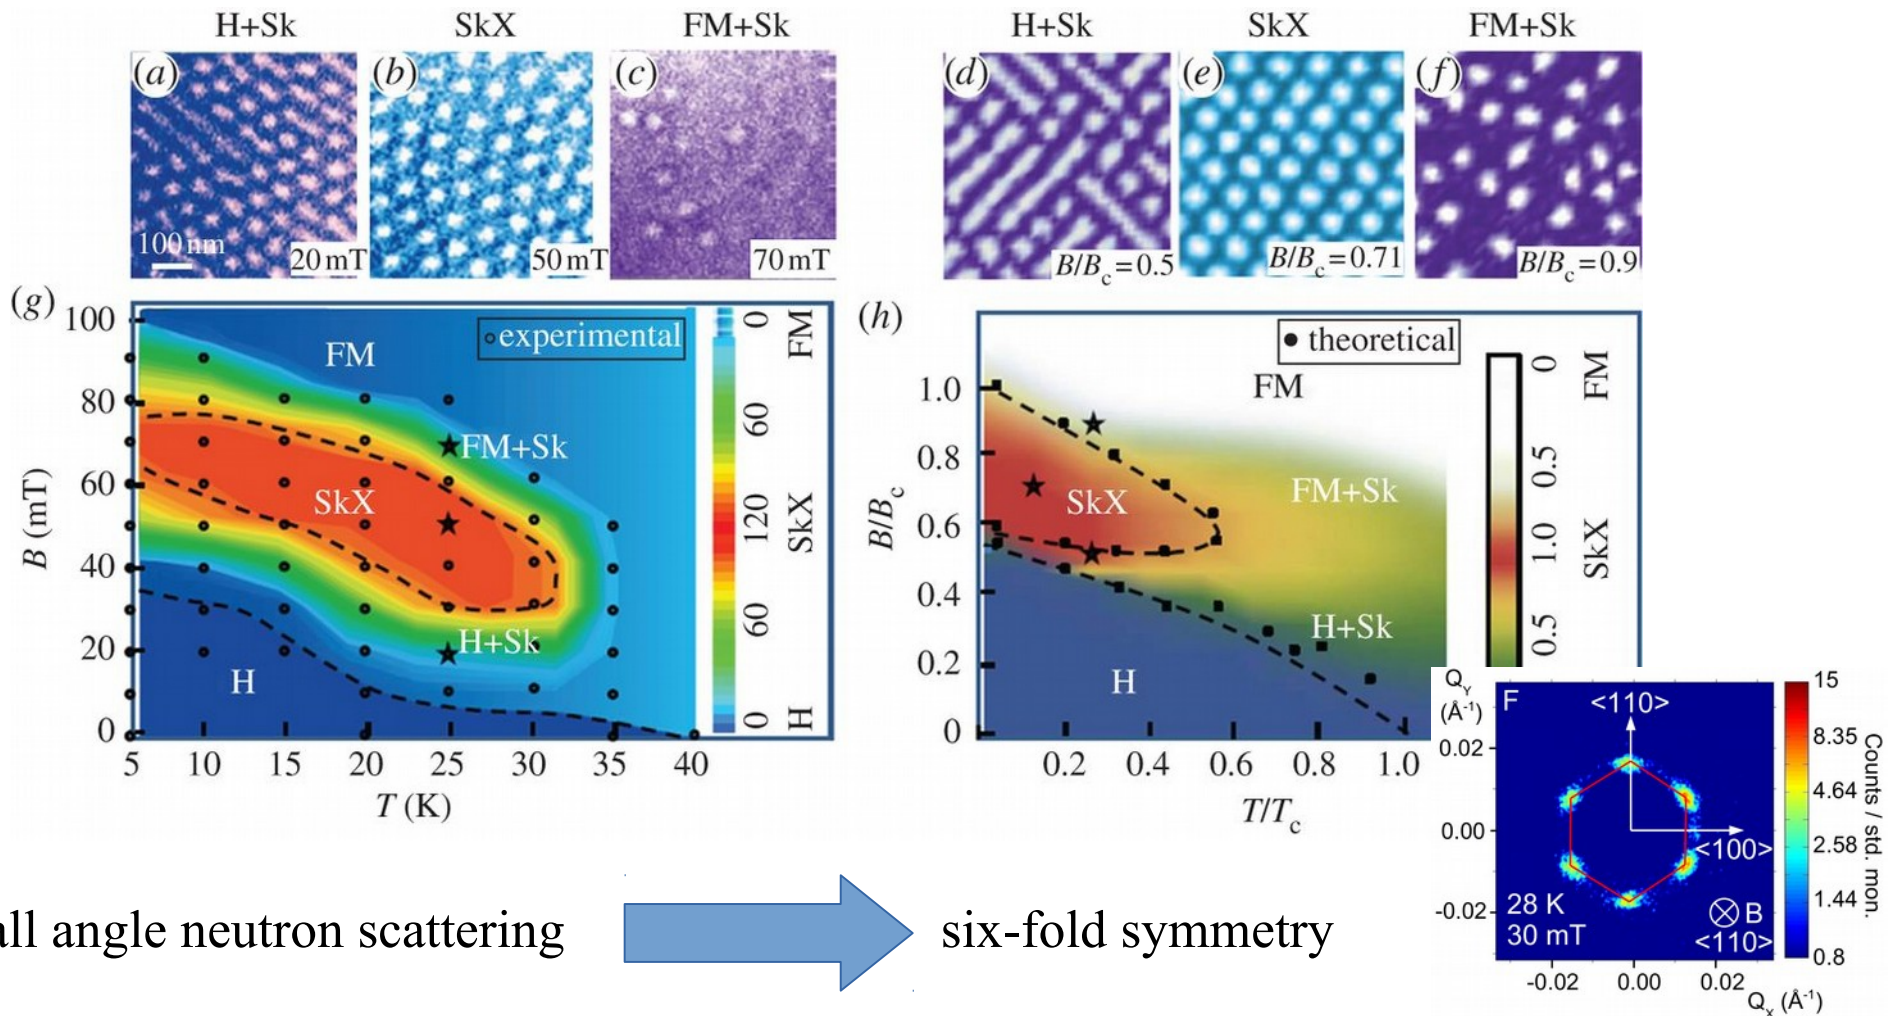 H+Sk
SkX
FM+Sk
H+Sk
SkX
FM+Sk
(a)
(b)
(c)
(d)
(e)
(f)
100 nm
20 mT
50 mT
70 mT
B/Bc = 0.5
B/Bc = 0.71
B/Bc = 0.9
(g)
100
80
60
40
20
0
B (mT)
5
10
15
20
25
30
35
40
T (K)
experimental
FM
FM+Sk
SkX
H+Sk
H
0
60
120
60
0
FM
SkX
H
(h)
1.0
0.8
0.6
0.4
0.2
0
B/Bc
0.2
0.4
0.6
0.8
1.0
T/Tc
theoretical
FM
SkX
FM+Sk
H+Sk
H
0
0.5
1.0
0.5
FM
SkX
QY
(Å-1)
0.02
0.00
-0.02
F
<110>
<100>
28 K
30 mT
B
<110>
-0.02
0.00
0.02
QX (Å-1)
15
8.35
4.64
2.58
1.44
0.8
Counts / std. mon.
all angle neutron scattering
six-fold symmetry